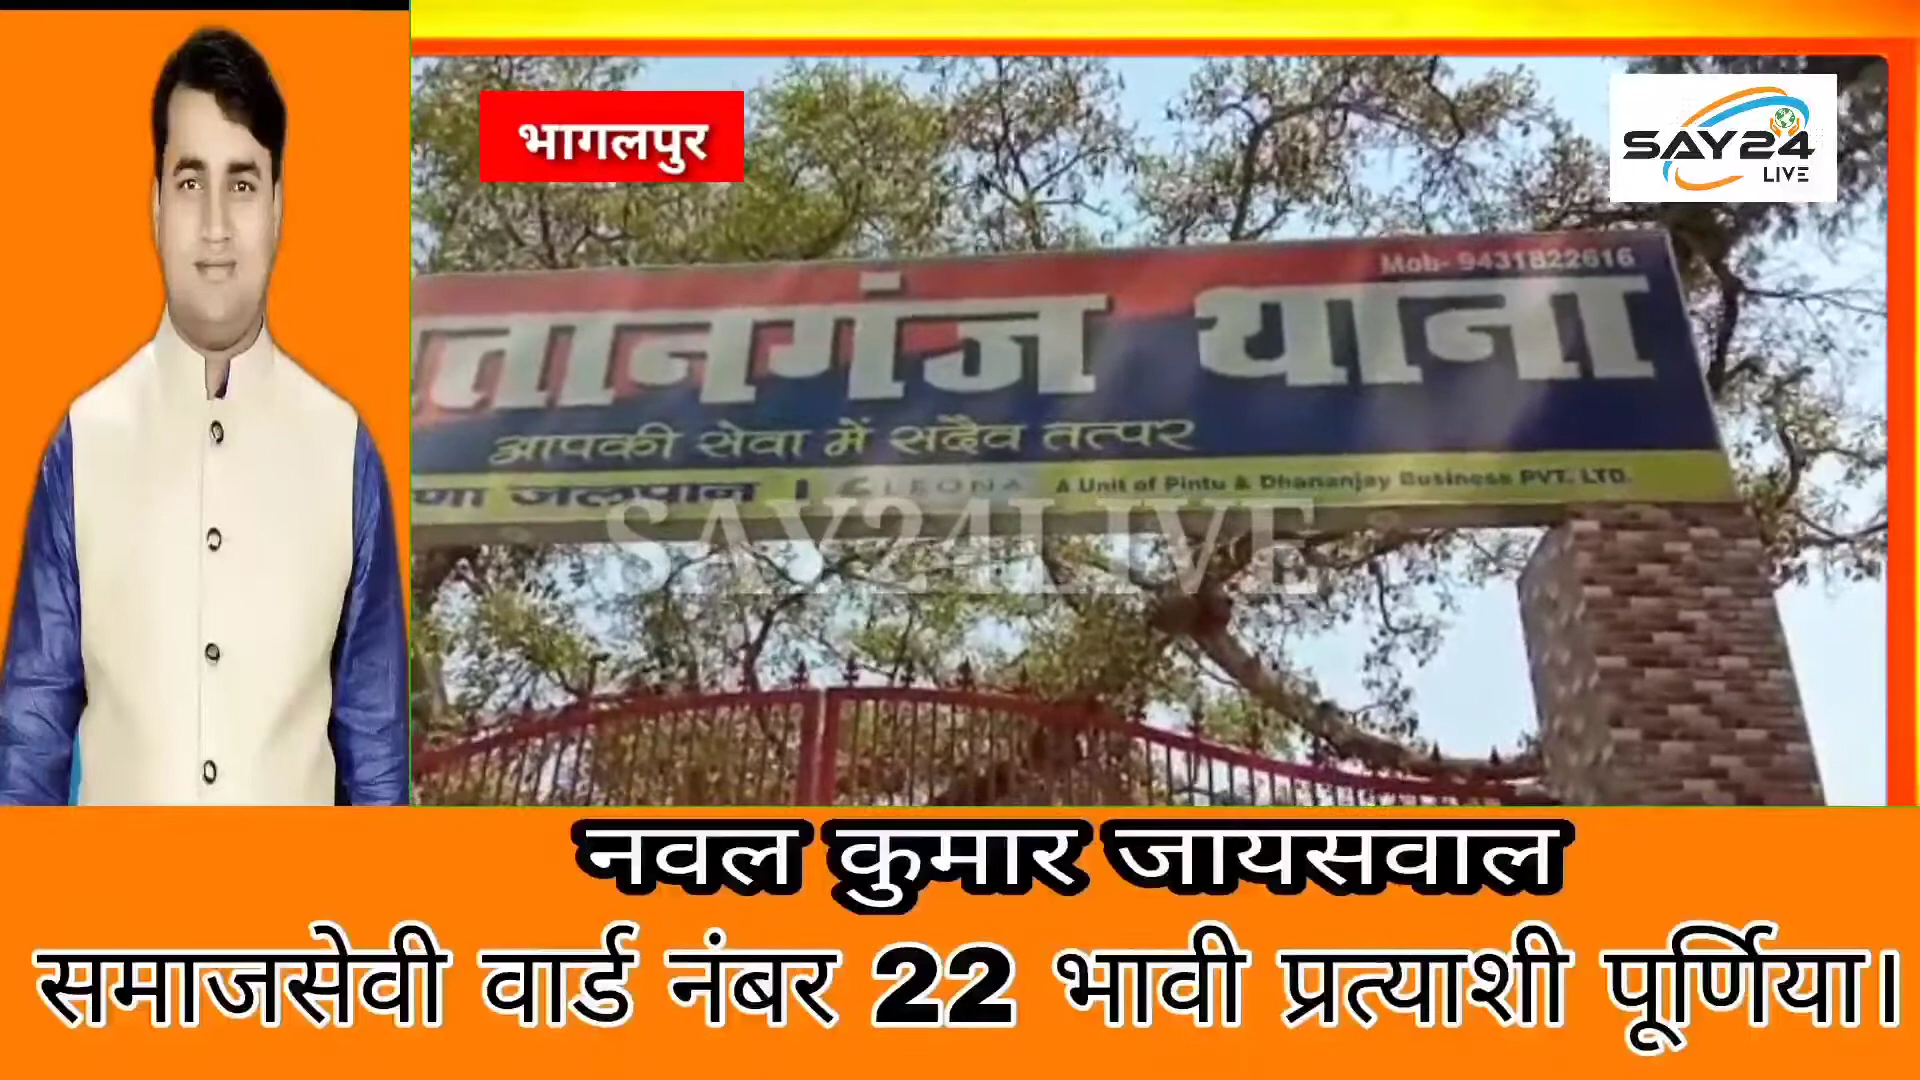 भागलपुर
SAY24
LIVE
Mob- 9431822616
तानगंज थाना
आपकी सेवा में सदैव तत्पर
णा जलपान
LEONA
A Unit of Pintu & Dhananjay Business PVT. LTD.
SAY24LIVE
नवल कुमार जायसवाल
समाजसेवी वार्ड नंबर 22 भावी प्रत्याशी पूर्णिया।